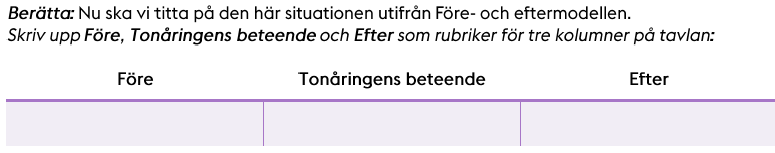 Berätta: Nu ska vi titta på den här situationen utifrån Före- och eftermodellen.
Skriv upp Före, Tonåringens beteende och Efter som rubriker för tre kolumner på tavlan:
Före Tonåringens beteende Efter